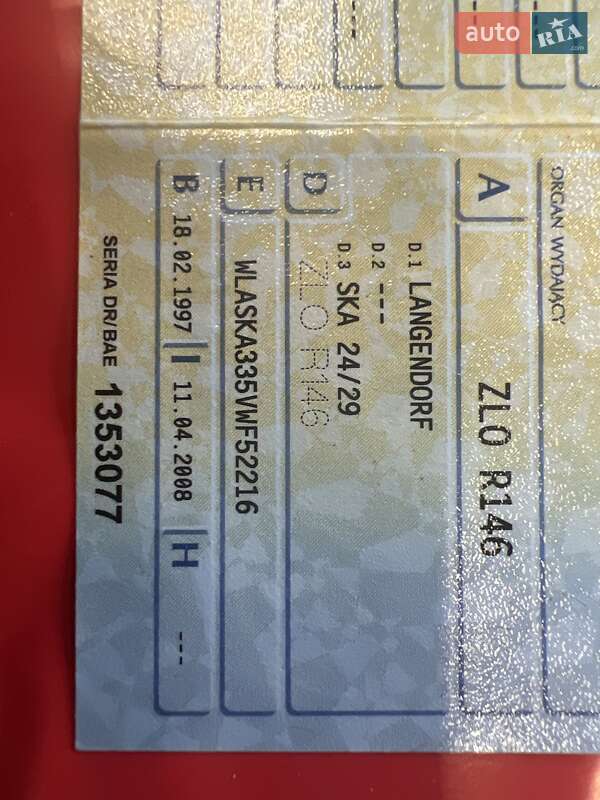 auto RIA .com
ORGAN WYDAJĄCY
A ZLO R146
D
D.1 LANGENDORF
D.2 ---
D.3 SKA 24/29
ZLO R146
E WLASKA335VWF52216
B 18.02.1997 I 11.04.2008 H ---
SERIA DR/BAE 1353077